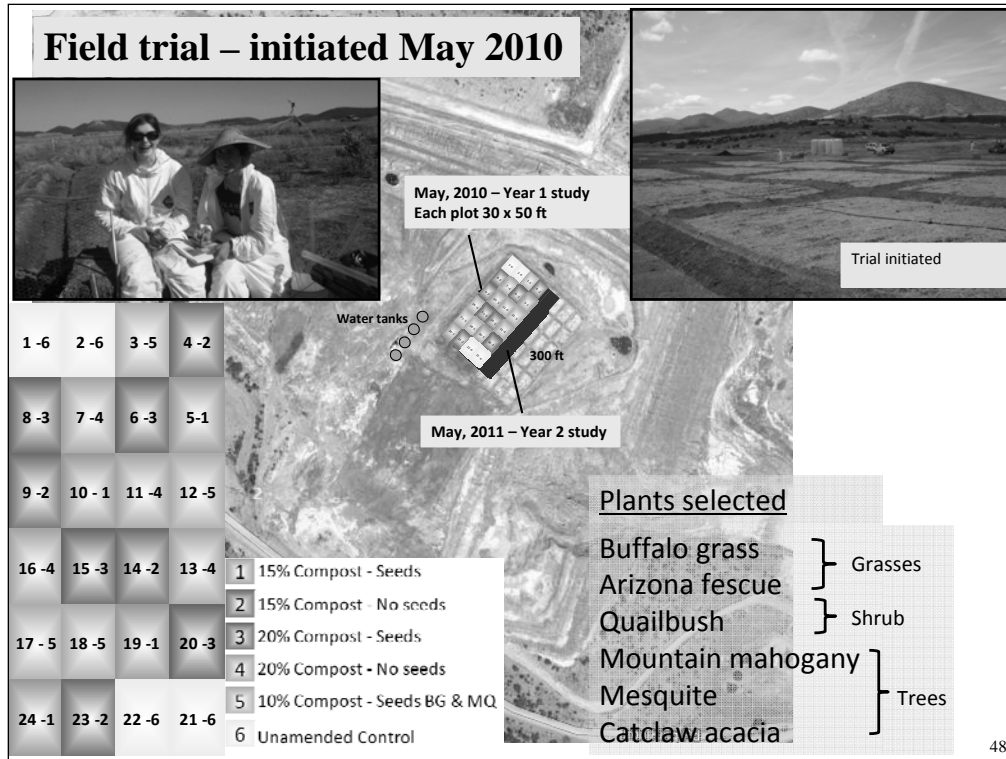 Field trial – initiated May 2010
May, 2010 – Year 1 study
Each plot 30 x 50 ft
Trial initiated
Water tanks
300 ft
May, 2011 – Year 2 study
1 -6 2 -6 3 -5 4 -2
8 -3 7 -4 6 -3 5-1
9 -2 10 - 1 11 -4 12 -5
16 -4 15 -3 14 -2 13 -4
17 - 5 18 -5 19 -1 20 -3
24 -1 23 -2 22 -6 21 -6
1 15% Compost - Seeds
2 15% Compost - No seeds
3 20% Compost - Seeds
4 20% Compost - No seeds
5 10% Compost - Seeds BG & MQ
6 Unamended Control
Plants selected
Buffalo grass
Arizona fescue
Grasses
Quailbush
Shrub
Mountain mahogany
Mesquite
Catclaw acacia
Trees
48